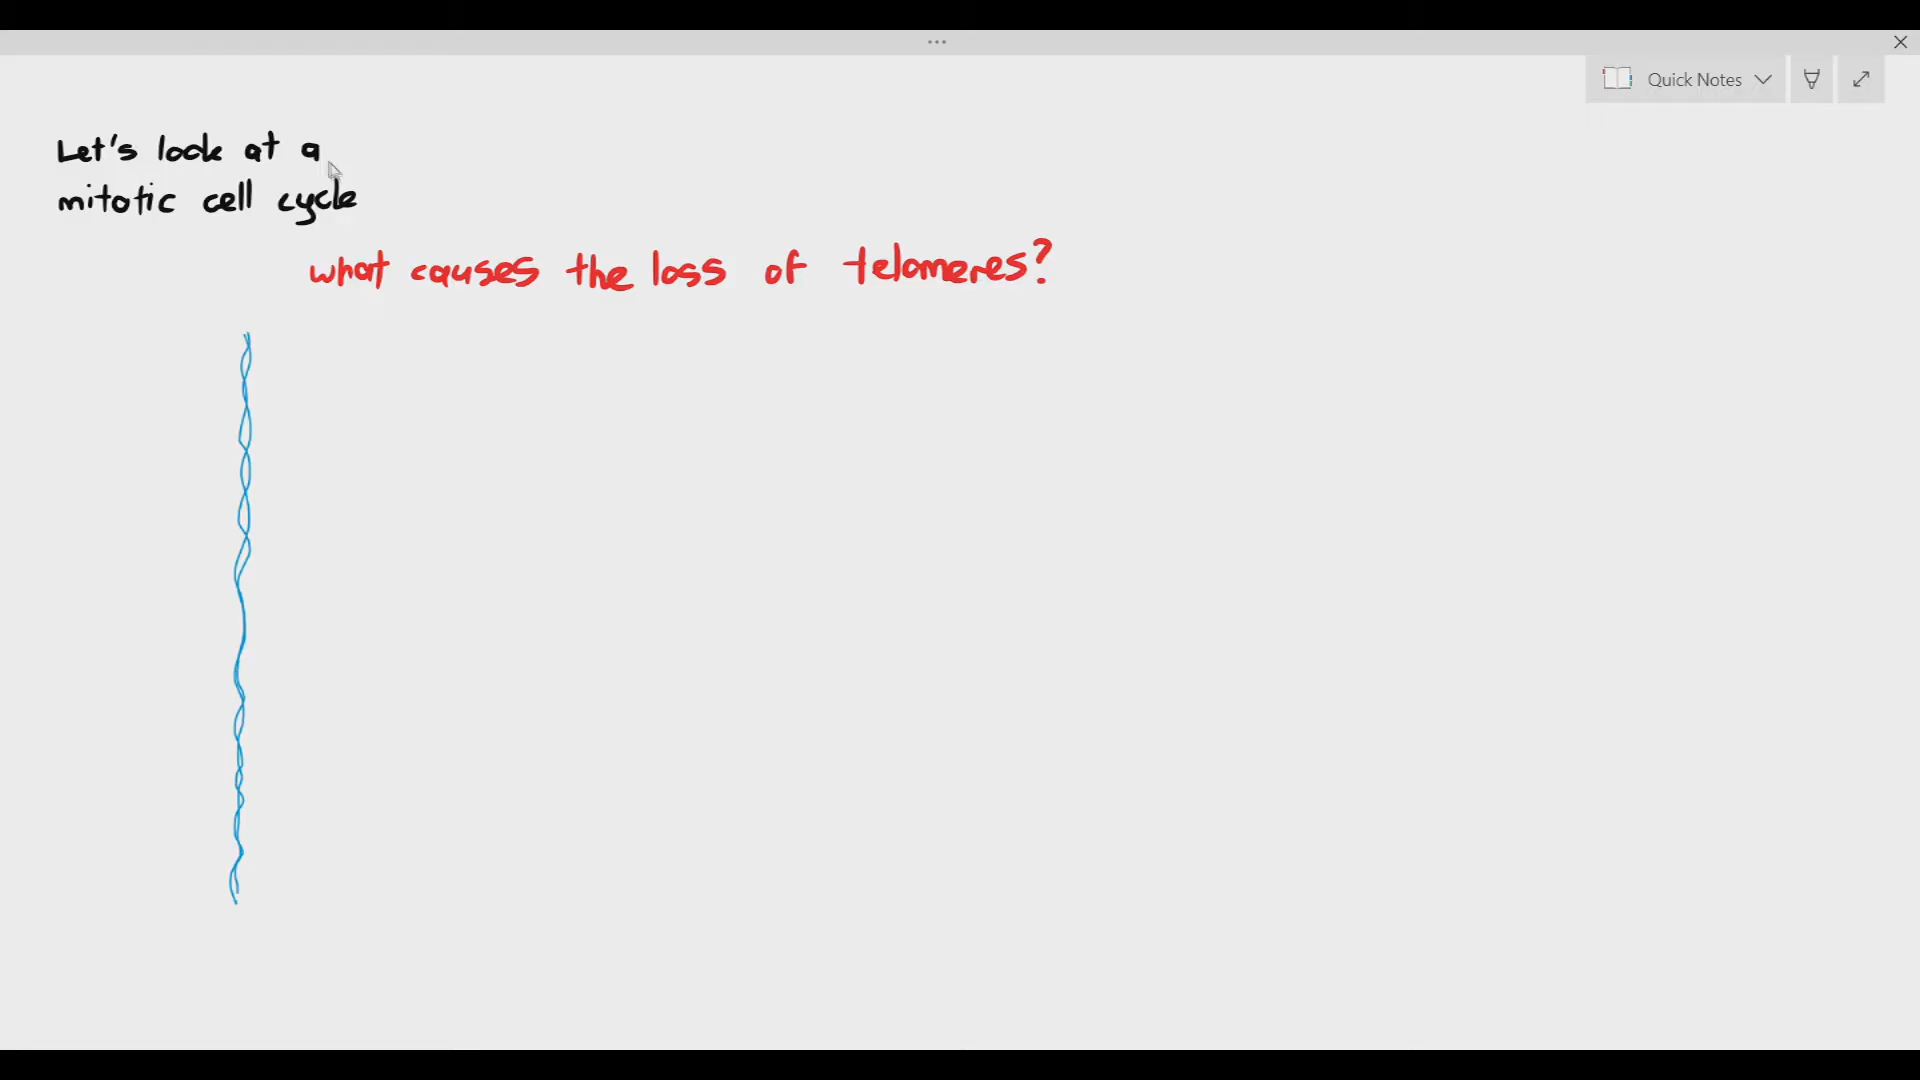 Quick Notes
Let's look at a
mitotic cell cycle
what causes the loss of telomeres?